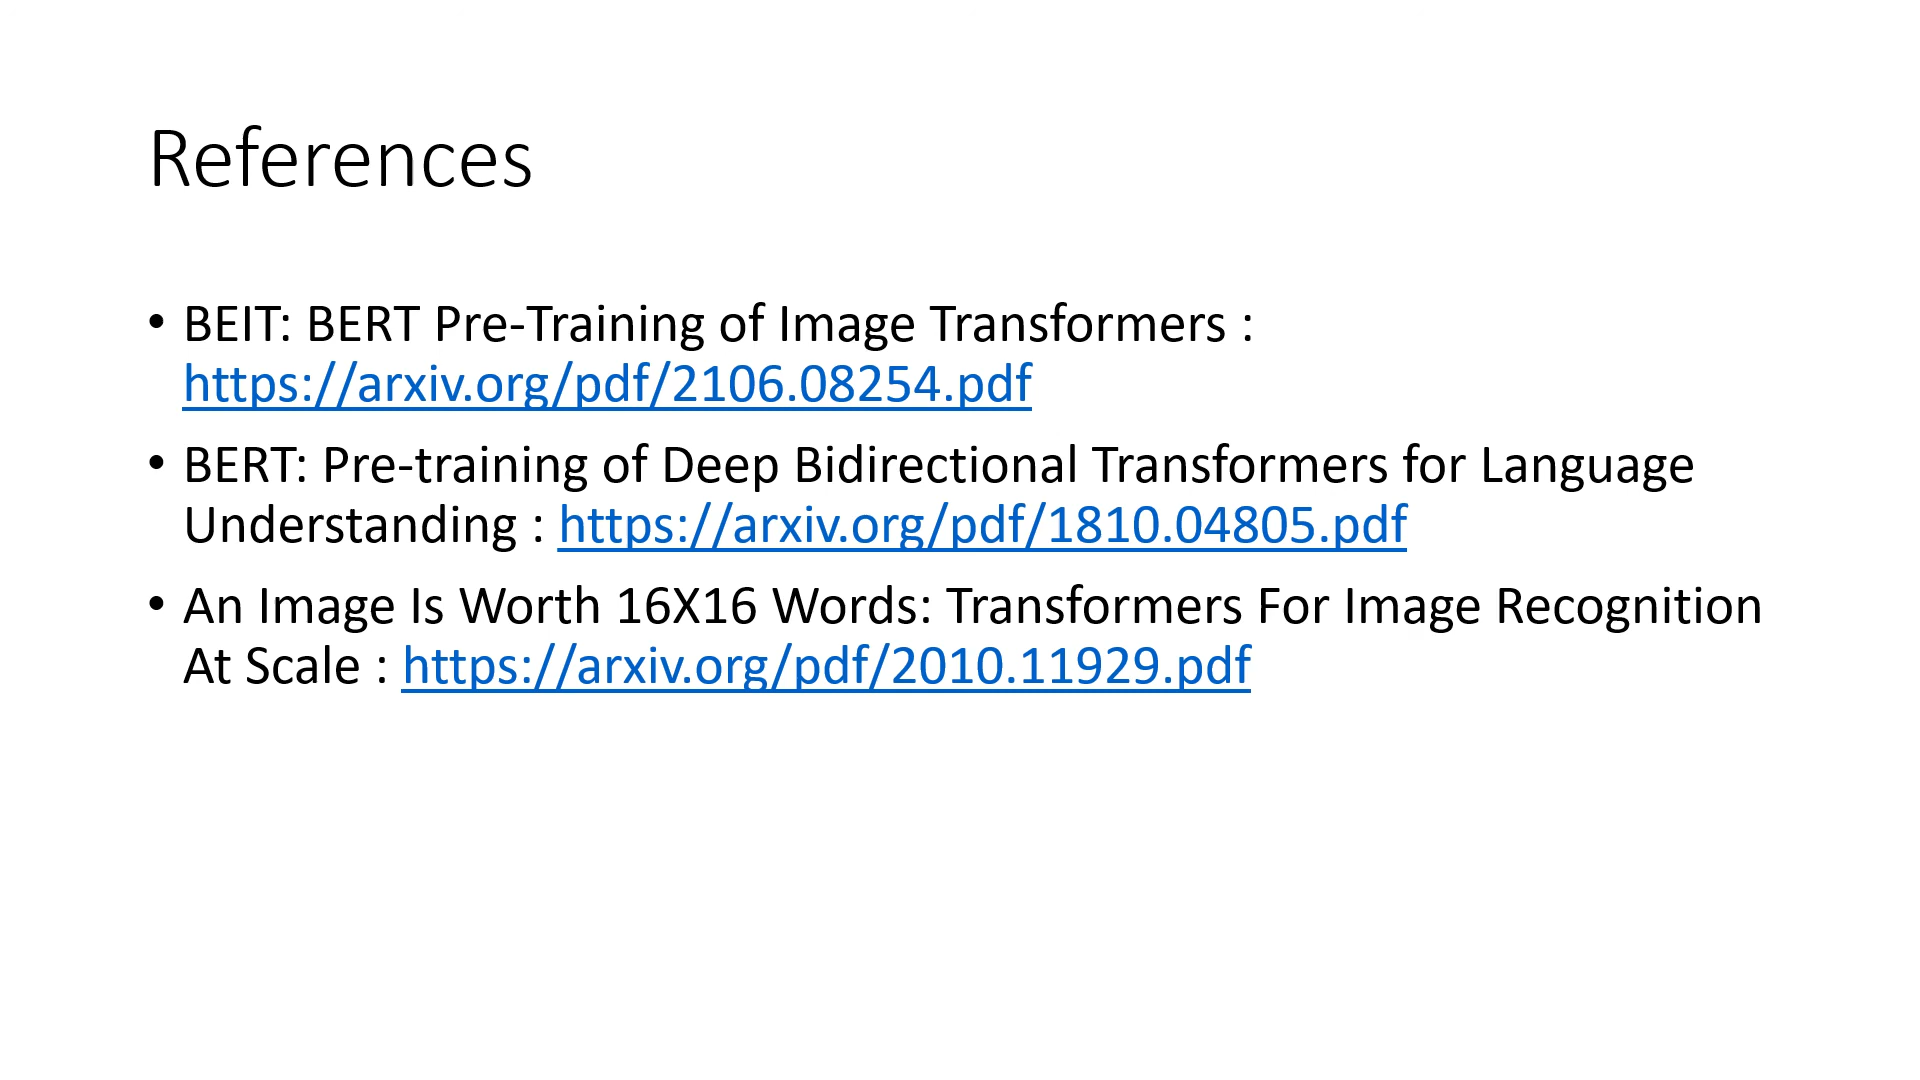 References
• BEIT: BERT Pre-Training of Image Transformers :
https://arxiv.org/pdf/2106.08254.pdf
• BERT: Pre-training of Deep Bidirectional Transformers for Language
Understanding : https://arxiv.org/pdf/1810.04805.pdf
• An Image Is Worth 16X16 Words: Transformers For Image Recognition
At Scale : https://arxiv.org/pdf/2010.11929.pdf